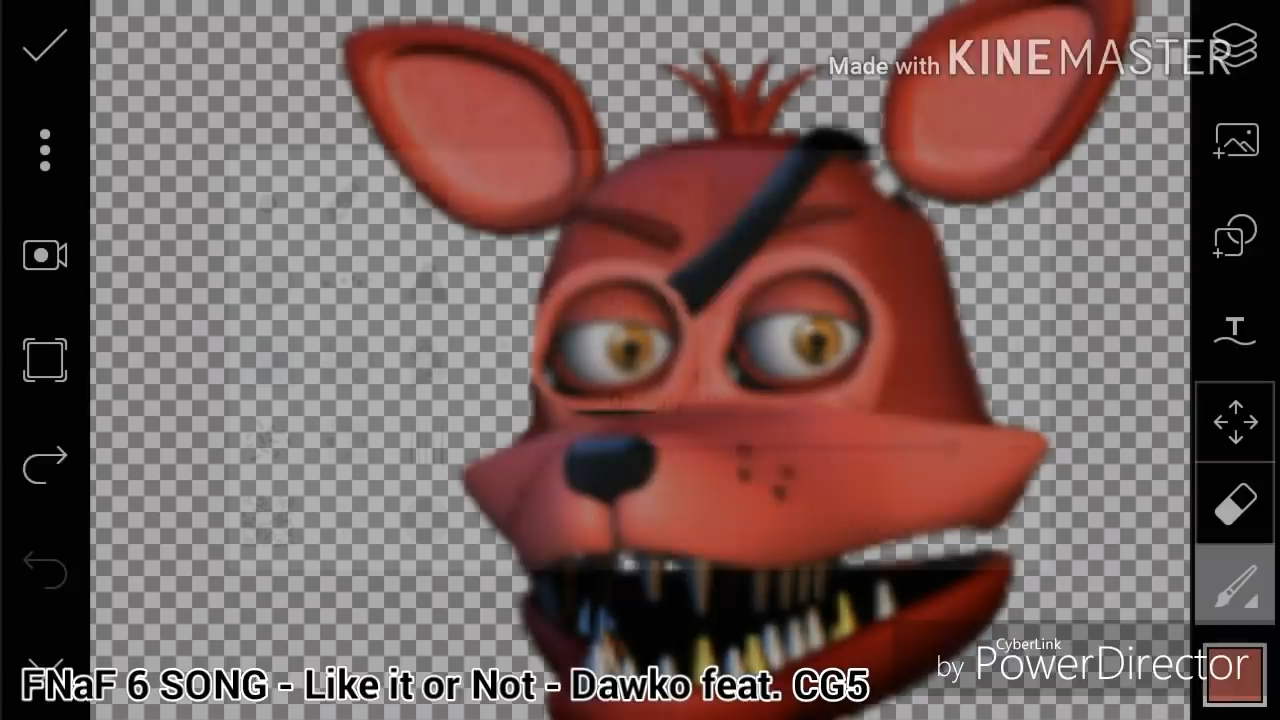 Made with KINEMASTER
T
CyberLink
by PowerDirector
FNaF 6 SONG - Like it or Not - Dawko feat. CG5